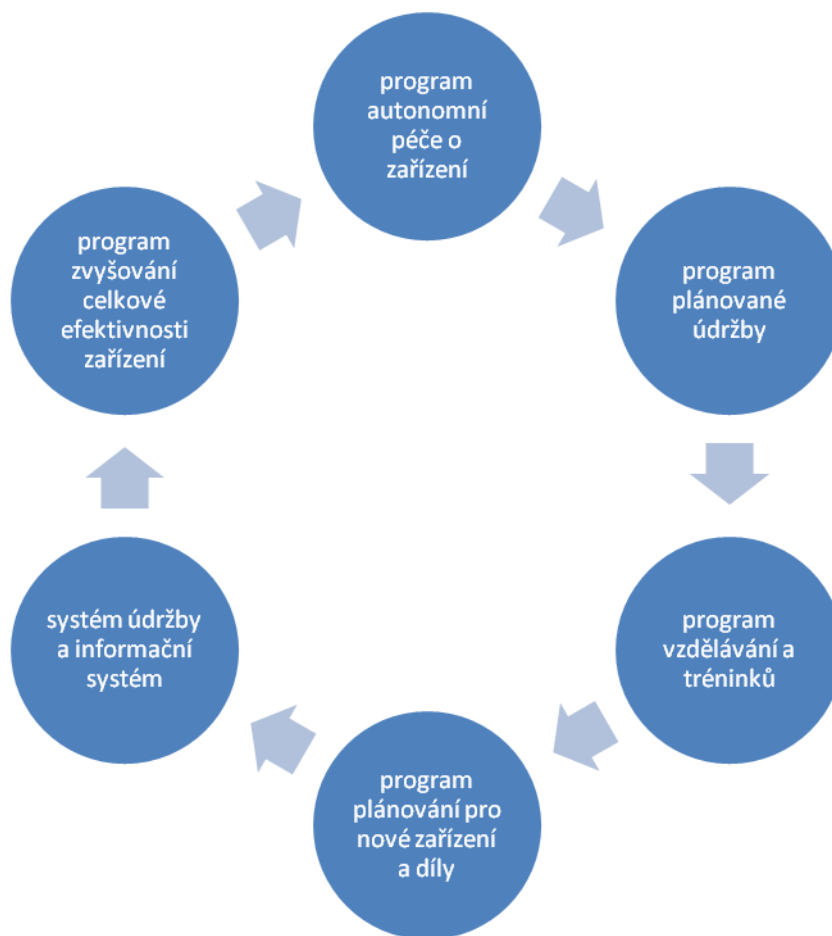 program
autonomní
péče o
zařízení
program
plánované
údržby
program
vzdělávání a
tréninků
program
plánování pro
nové zařízení
a díly
systém údržby
a informační
systém
program
zvyšování
celkové
efektivnosti
zařízení